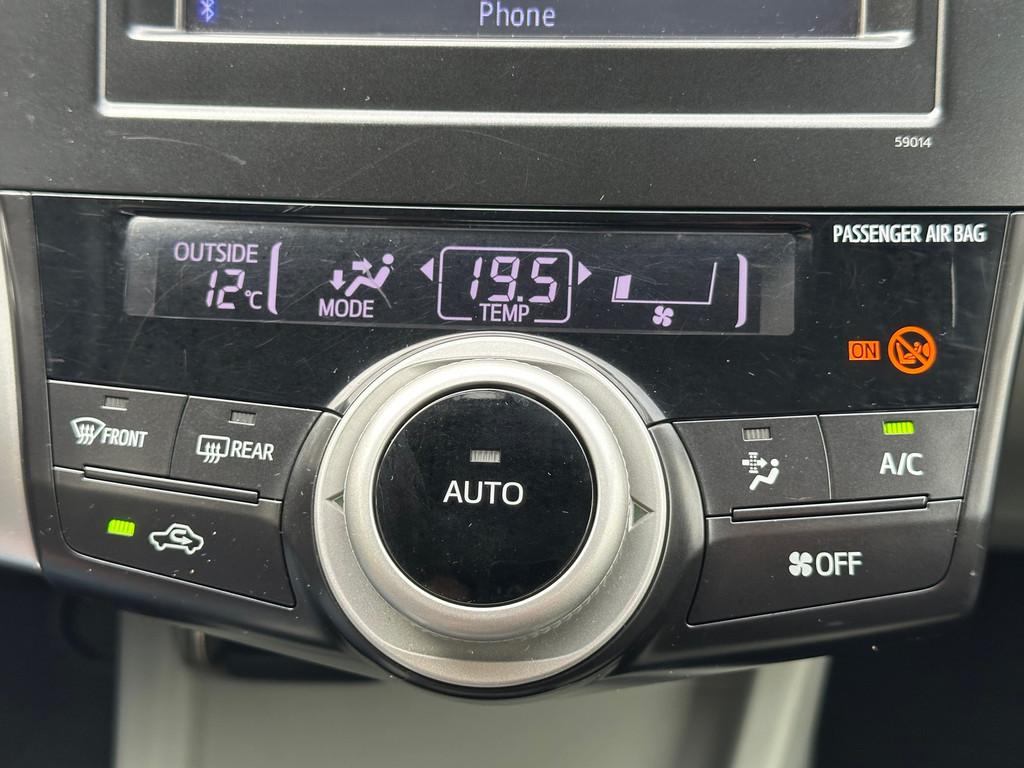 Phone
59014
PASSENGER AIR BAG
OUTSIDE
12°C
MODE
19.5
TEMP
ON
FRONT
REAR
AUTO
A/C
OFF